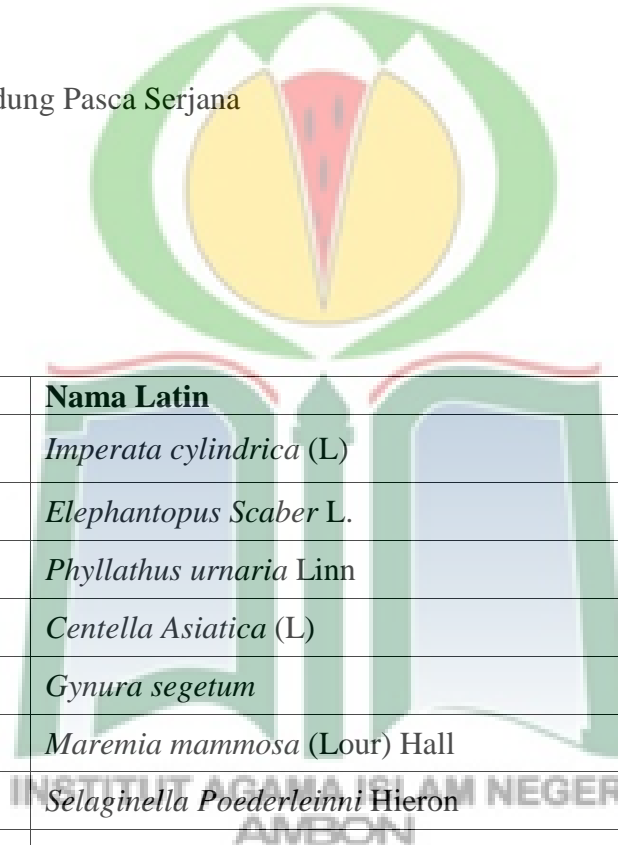 dung Pasca Serjana
Nama Latin
Imperata cylindrica (L)
Elephantopus Scaber L.
Phyllathus urnaria Linn
Centella Asiatica (L)
Gynura segetum
Maremia mammosa (Lour) Hall
INSTITUT AGAMA ISLAM NEGER
Selaginella Poederleinni Hieron
AMBON